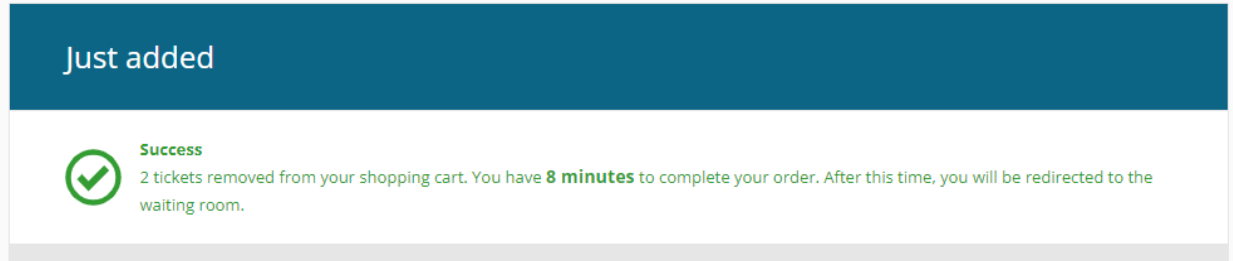 Just added
Success
2 tickets removed from your shopping cart. You have 8 minutes to complete your order. After this time, you will be redirected to the
waiting room.